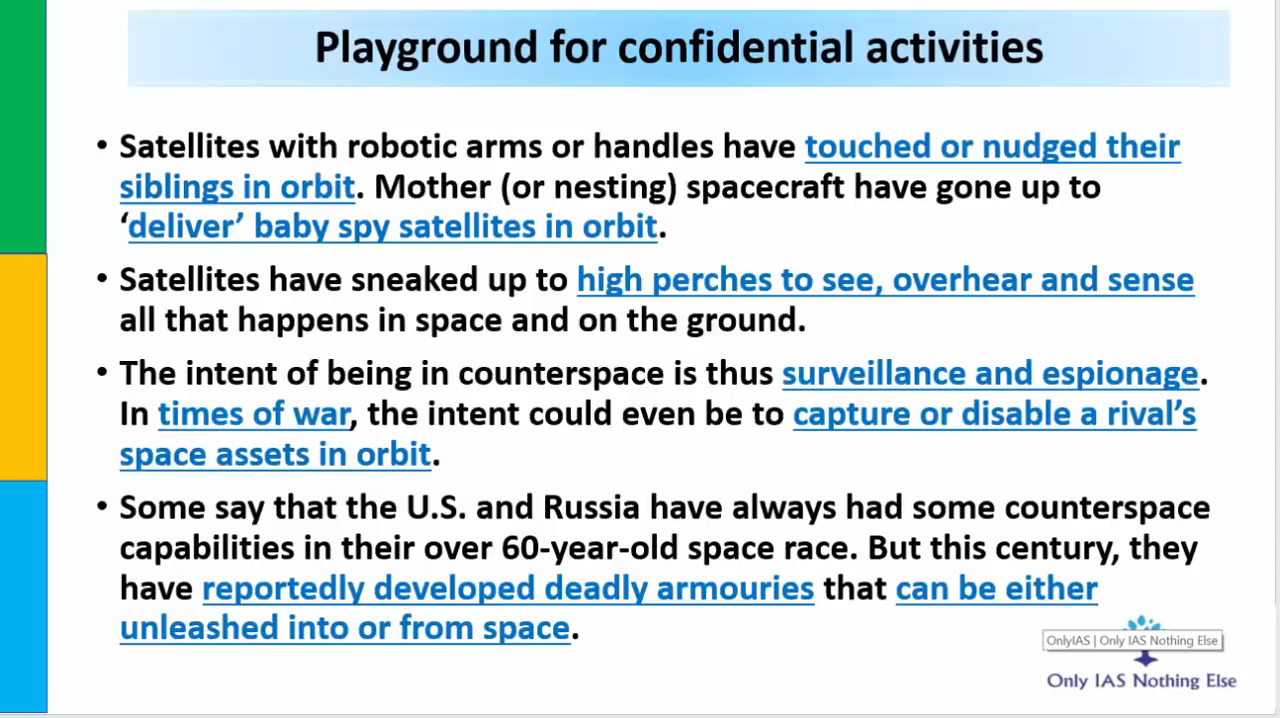 Playground for confidential activities
• Satellites with robotic arms or handles have touched or nudged their
siblings in orbit. Mother (or nesting) spacecraft have gone up to
‘deliver’ baby spy satellites in orbit.
• Satellites have sneaked up to high perches to see, overhear and sense
all that happens in space and on the ground.
• The intent of being in counterspace is thus surveillance and espionage.
In times of war, the intent could even be to capture or disable a rival’s
space assets in orbit.
• Some say that the U.S. and Russia have always had some counterspace
capabilities in their over 60-year-old space race. But this century, they
have reportedly developed deadly armouries that can be either
unleashed into or from space.
OnlyIAS | Only IAS Nothing Else
Only IAS Nothing Else